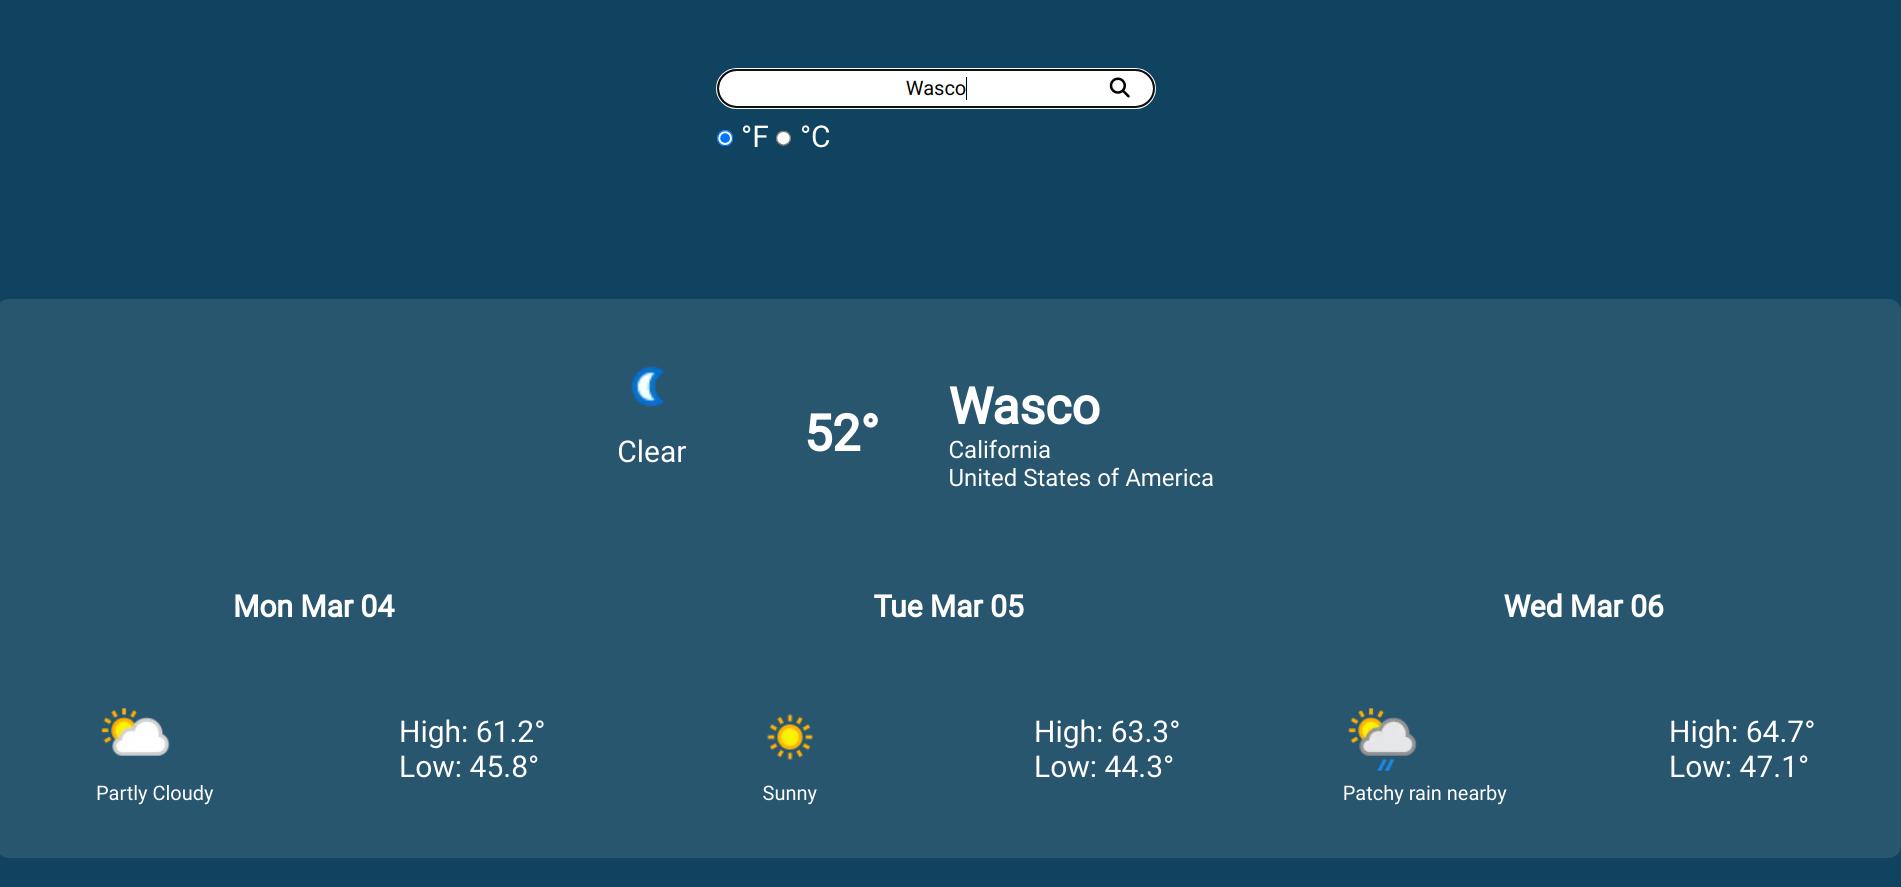 Wasco
°F °C
Clear
52°
Wasco
California
United States of America
Mon Mar 04
Partly Cloudy
High: 61.2°
Low: 45.8°
Tue Mar 05
Sunny
High: 63.3°
Low: 44.3°
Wed Mar 06
Patchy rain nearby
High: 64.7°
Low: 47.1°